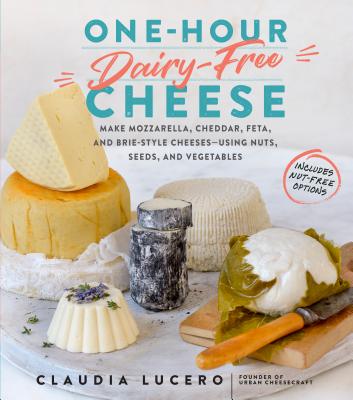 ONE-HOUR
Dairy-Free
CHEESE
MAKE MOZZARELLA, CHEDDAR, FETA,
AND BRIE-STYLE CHEESES—USING NUTS,
SEEDS, AND VEGETABLES
INCLUDES
NUT-FREE
OPTIONS
CLAUDIA LUCERO
FOUNDER OF
URBAN CHEESECRAFT